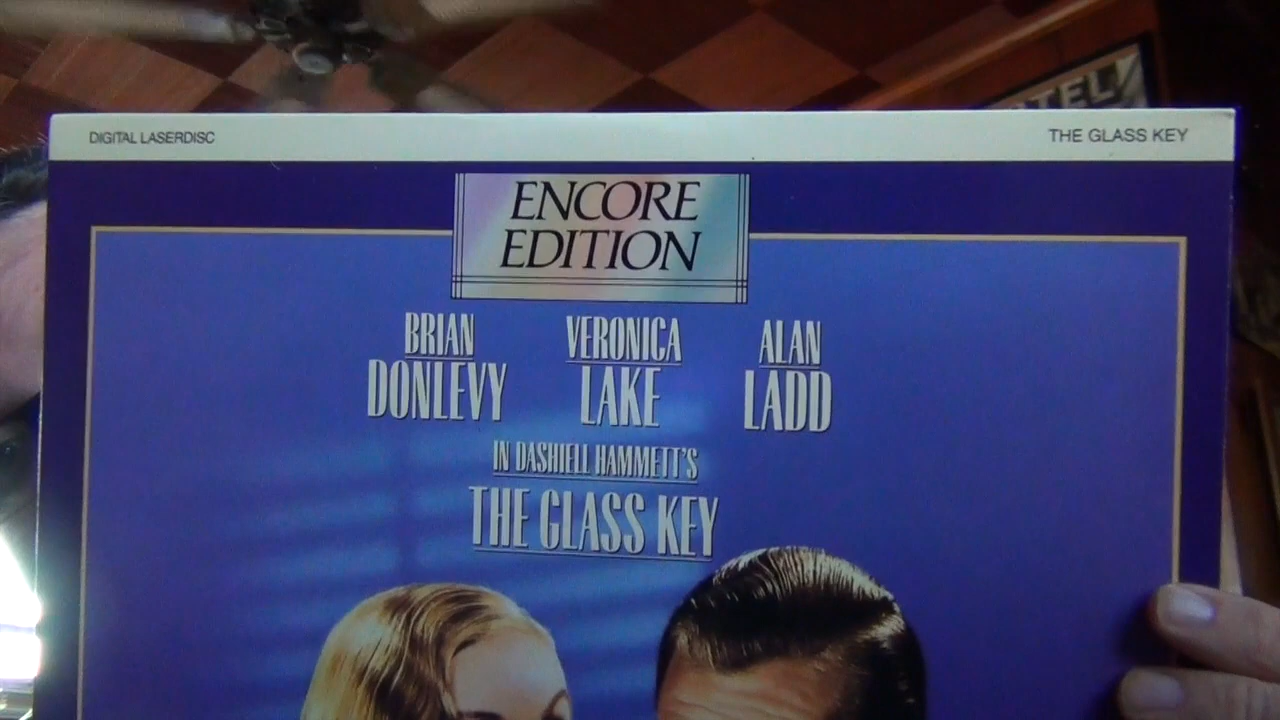 DIGITAL LASERDISC
THE GLASS KEY
ENCORE
EDITION
BRIAN
DONLEVY
VERONICA
LAKE
ALAN
LADD
IN DASHIELL HAMMETT'S
THE GLASS KEY